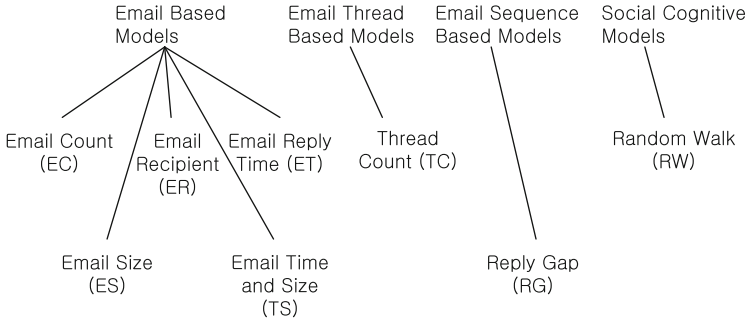 Email Based
Models
Email Thread
Based Models
Email Sequence
Based Models
Social Cognitive
Models
Email Count
(EC)
Email
Recipient
(ER)
Email Reply
Time (ET)
Thread
Count (TC)
Random Walk
(RW)
Email Size
(ES)
Email Time
and Size
(TS)
Reply Gap
(RG)